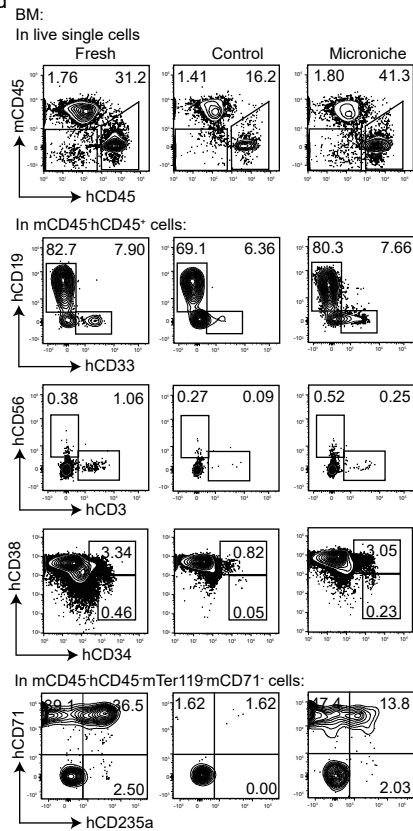 d
BM:
In live single cells
Fresh Control Microniche
1.76 31.2 1.41 16.2 1.80 41.3
mCD45
hCD45
In mCD45-hCD45+ cells:
82.7 7.90 69.1 6.36 80.3 7.66
hCD19
hCD33
0.38 1.06 0.27 0.09 0.52 0.25
hCD56
hCD3
3.34 0.82 3.05
0.46 0.05 0.23
hCD38
hCD34
In mCD45-hCD45-mTer119-mCD71- cells:
36.5 1.62 1.62 13.8
hCD71
2.50 0.00 2.03
hCD235a